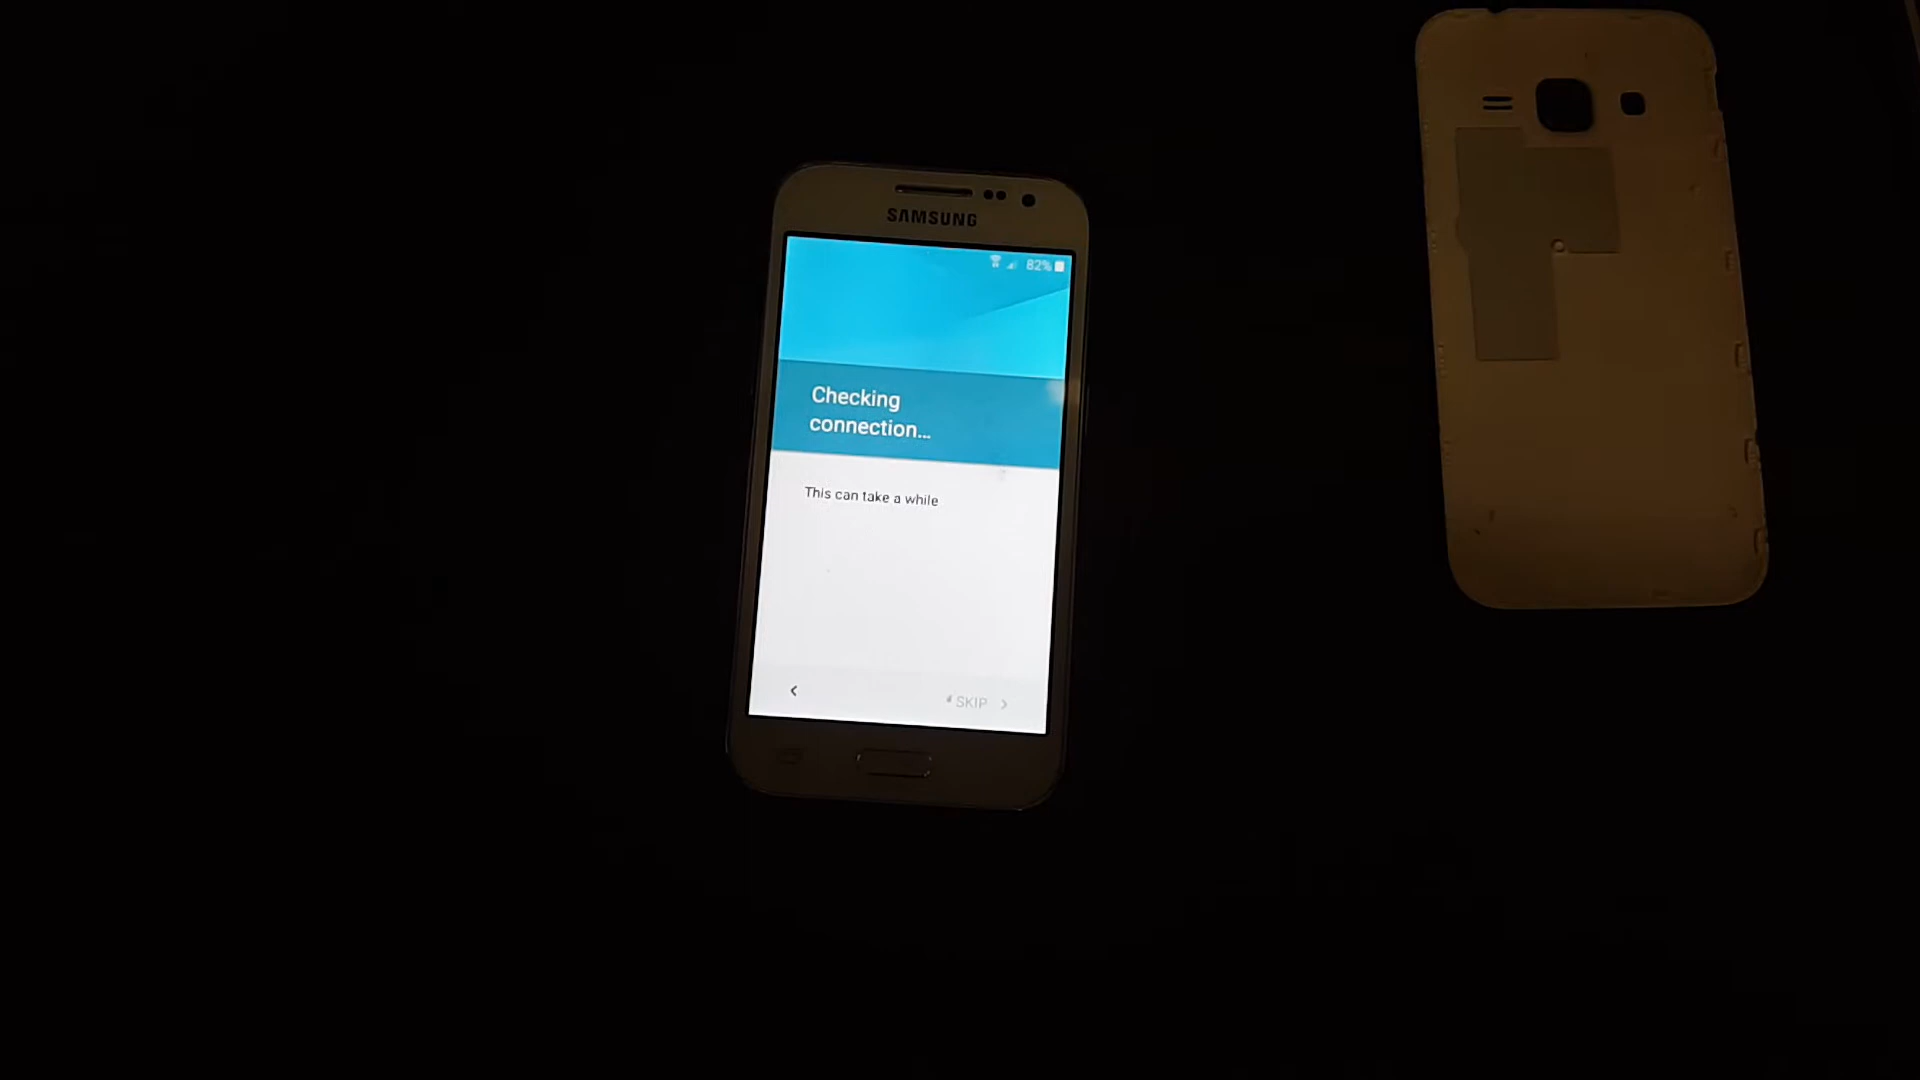 SAMSUNG
82%
Checking
connection...
This can take a while
SKIP